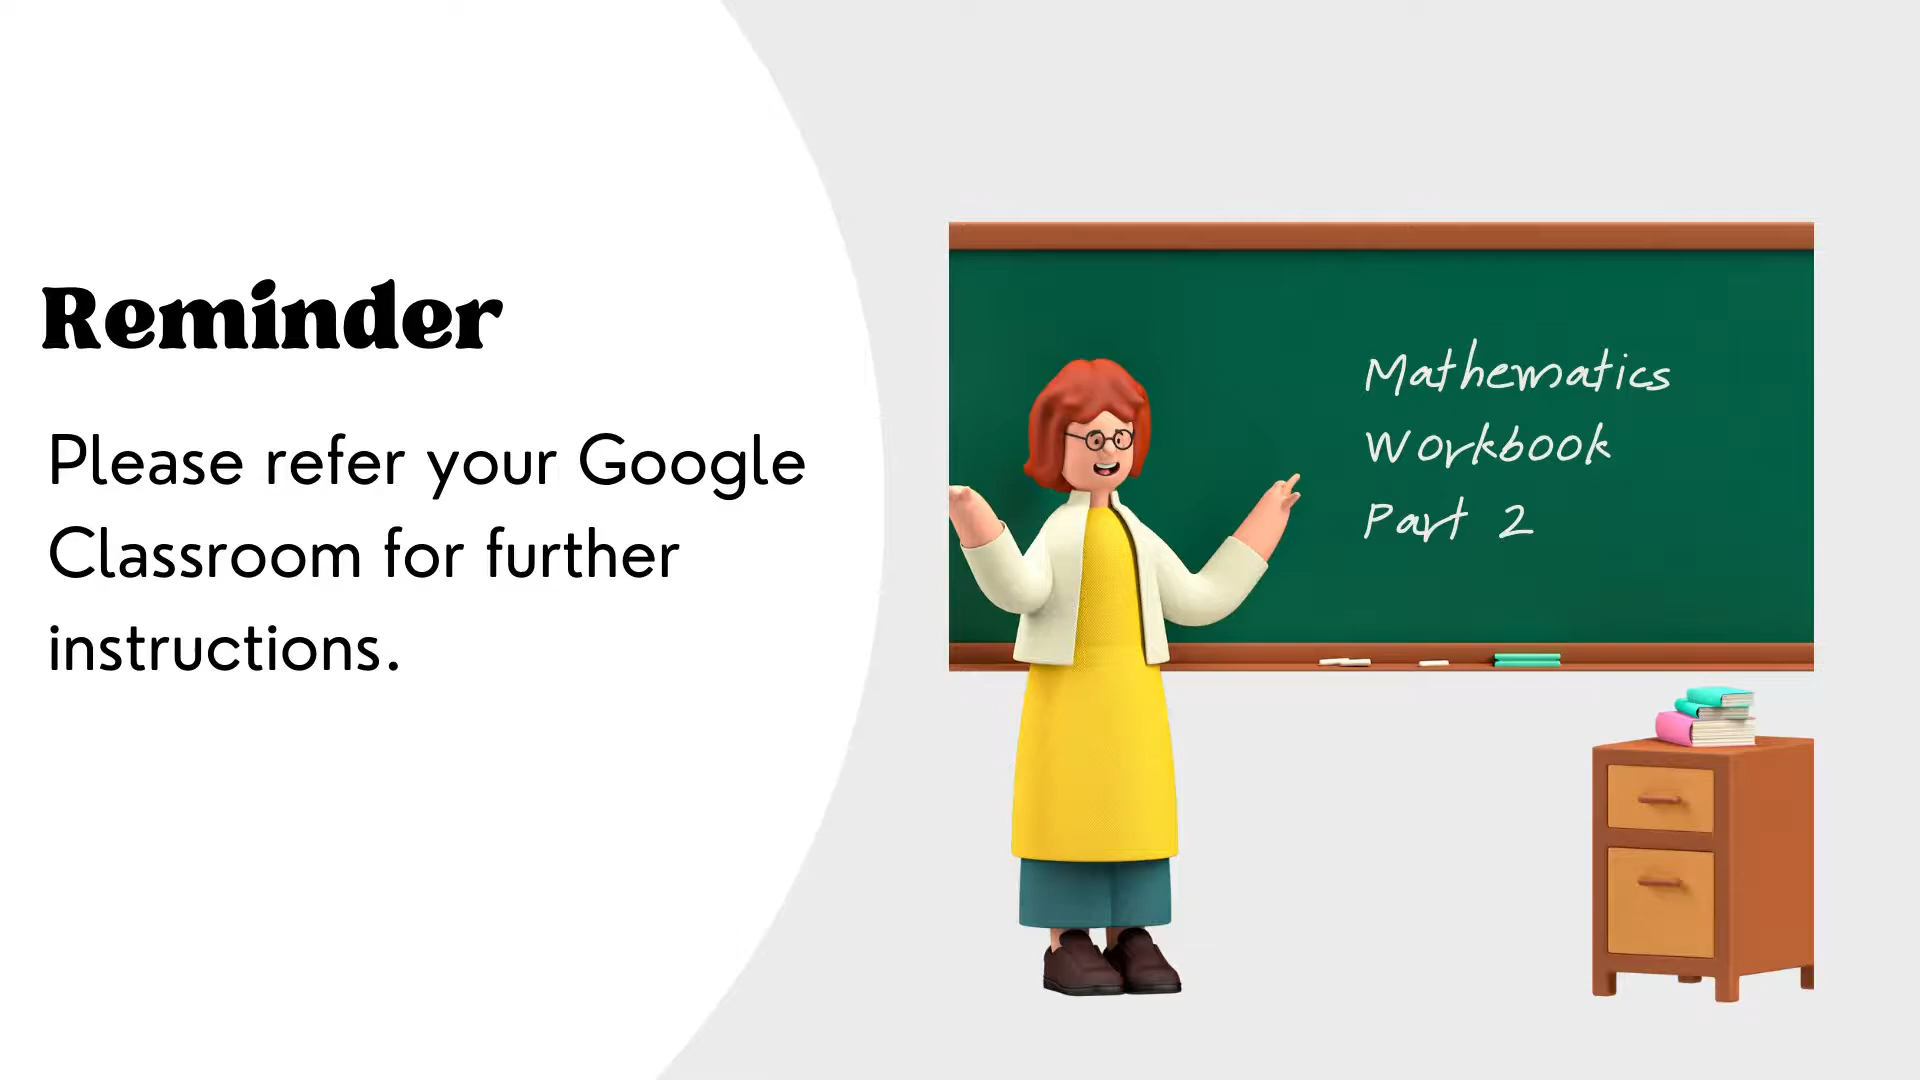 Reminder
Please refer your Google
Classroom for further
instructions.
Mathematics
Workbook
Part 2